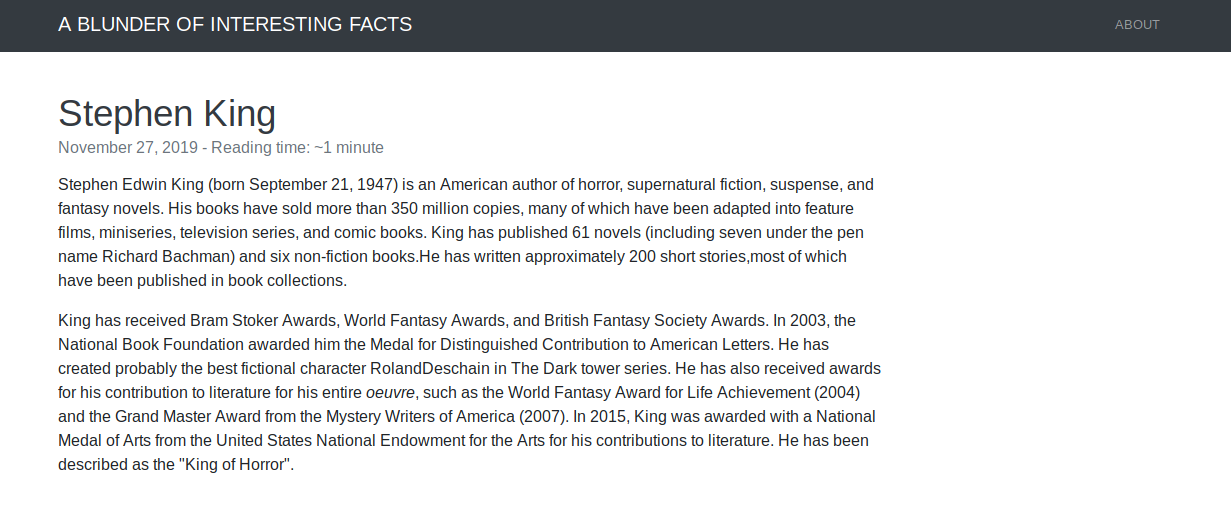 A BLUNDER OF INTERESTING FACTS
ABOUT
Stephen King
November 27, 2019 - Reading time: ~1 minute
Stephen Edwin King (born September 21, 1947) is an American author of horror, supernatural fiction, suspense, and
fantasy novels. His books have sold more than 350 million copies, many of which have been adapted into feature
films, miniseries, television series, and comic books. King has published 61 novels (including seven under the pen
name Richard Bachman) and six non-fiction books.He has written approximately 200 short stories,most of which
have been published in book collections.
King has received Bram Stoker Awards, World Fantasy Awards, and British Fantasy Society Awards. In 2003, the
National Book Foundation awarded him the Medal for Distinguished Contribution to American Letters. He has
created probably the best fictional character RolandDeschain in The Dark tower series. He has also received awards
for his contribution to literature for his entire oeuvre, such as the World Fantasy Award for Life Achievement (2004)
and the Grand Master Award from the Mystery Writers of America (2007). In 2015, King was awarded with a National
Medal of Arts from the United States National Endowment for the Arts for his contributions to literature. He has been
described as the "King of Horror".